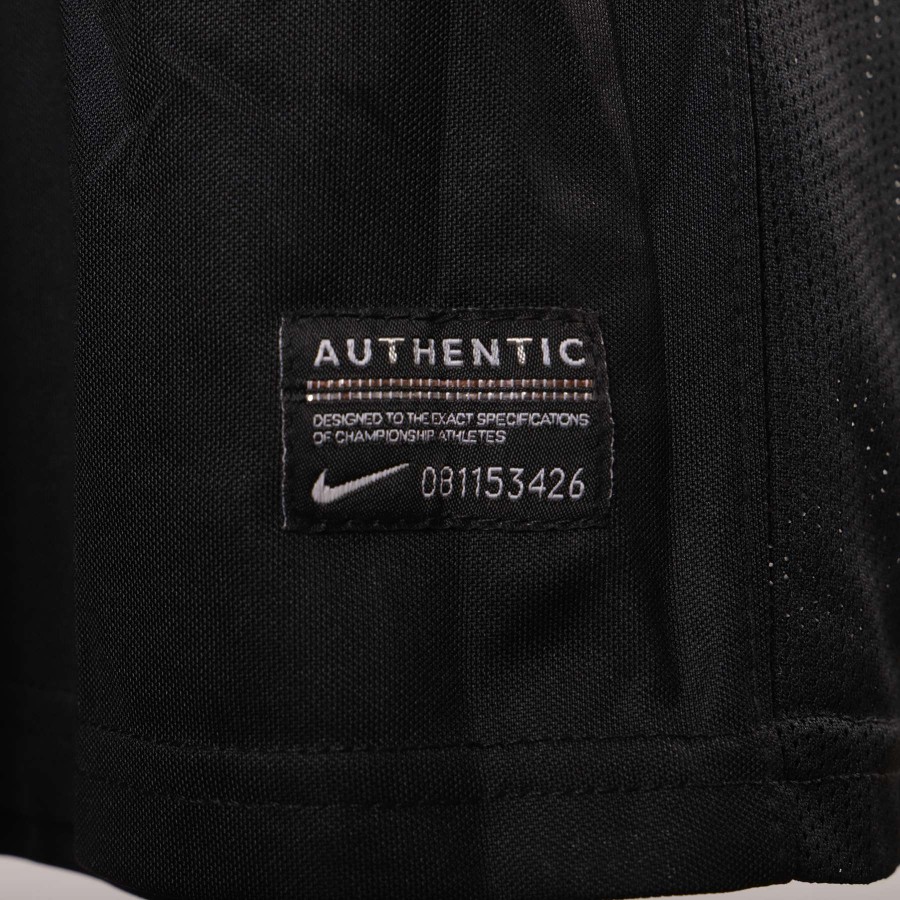 AUTHENTIC
DESIGNED TO THE EXACT SPECIFICATIONS
OF CHAMPIONSHIP ATHLETES
081153426